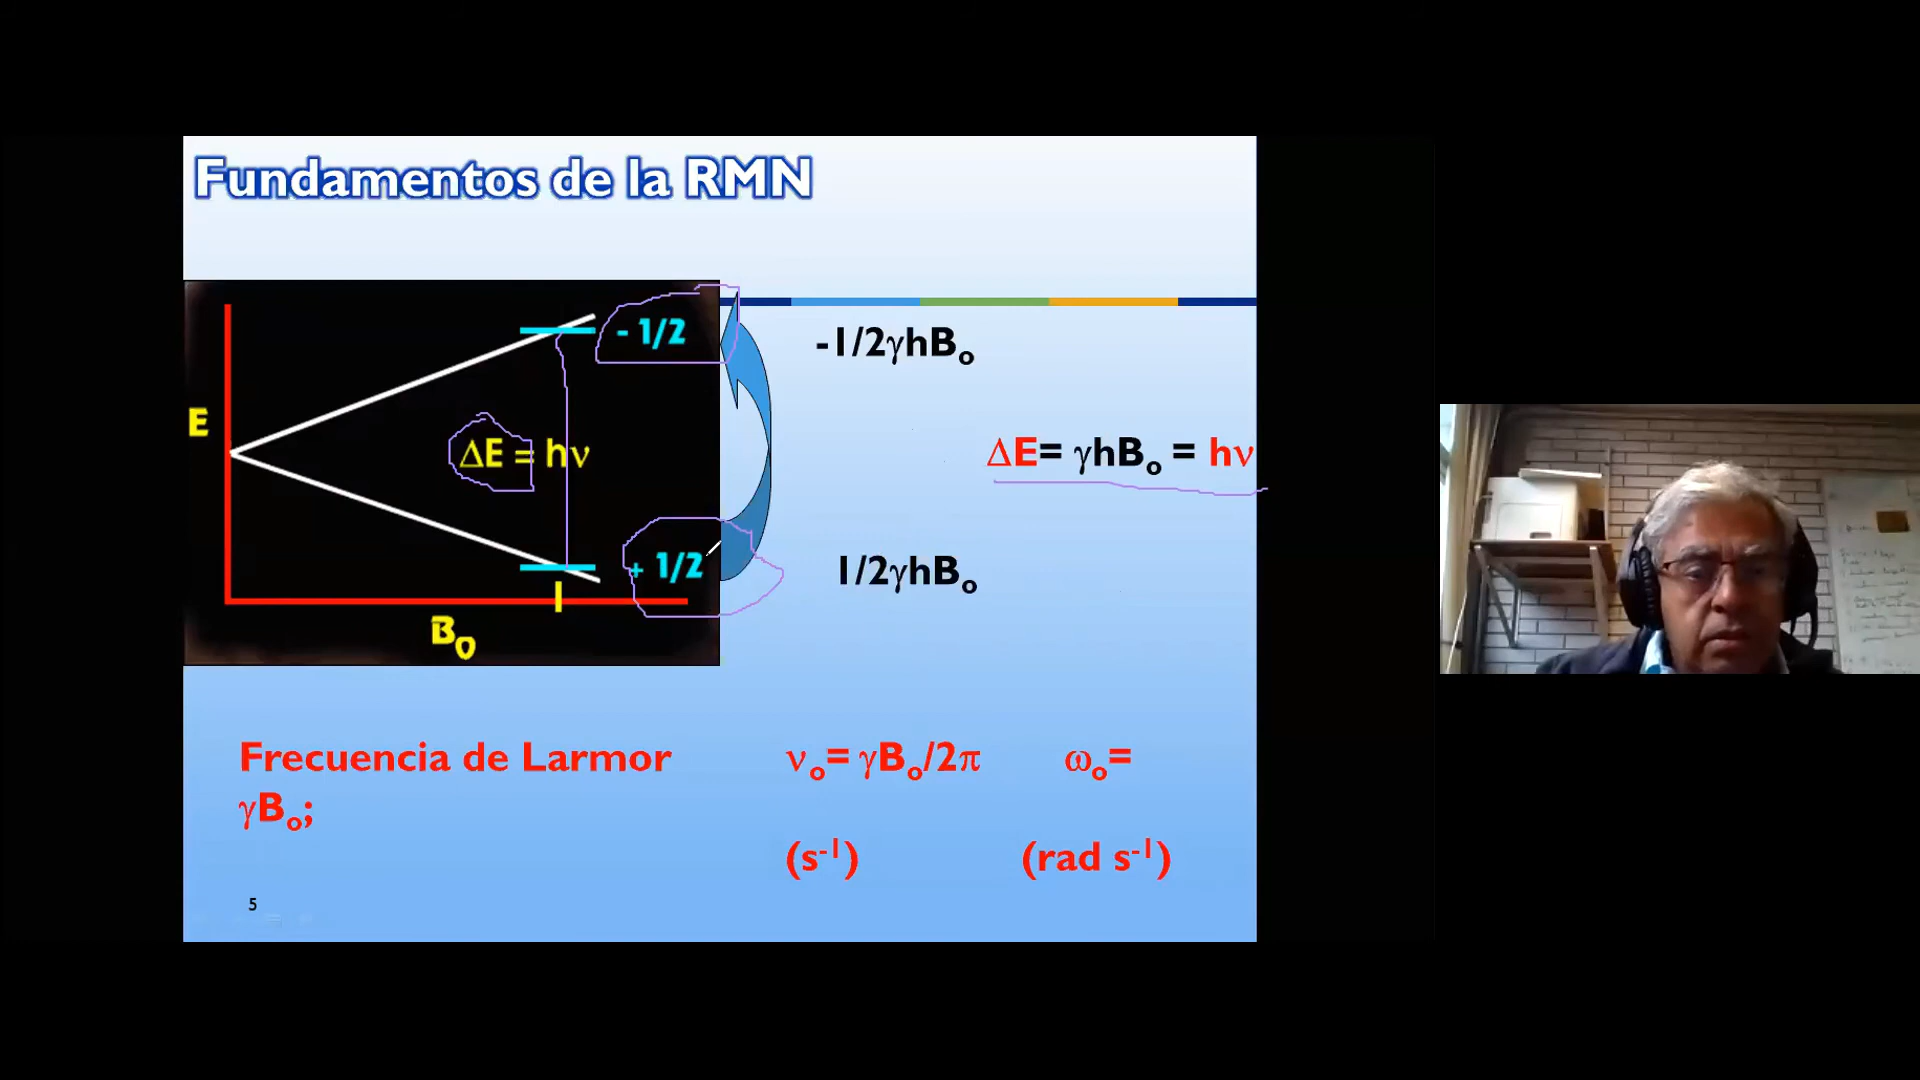 Fundamentos de la RMN
- 1/2
-1/2γhBo
E
ΔE = hν
ΔE= γhBo = hν
+ 1/2
1/2γhBo
Bo
Frecuencia de Larmor νo= γBo/2π ωo=
γBo;
(s-1) (rad s-1)
5